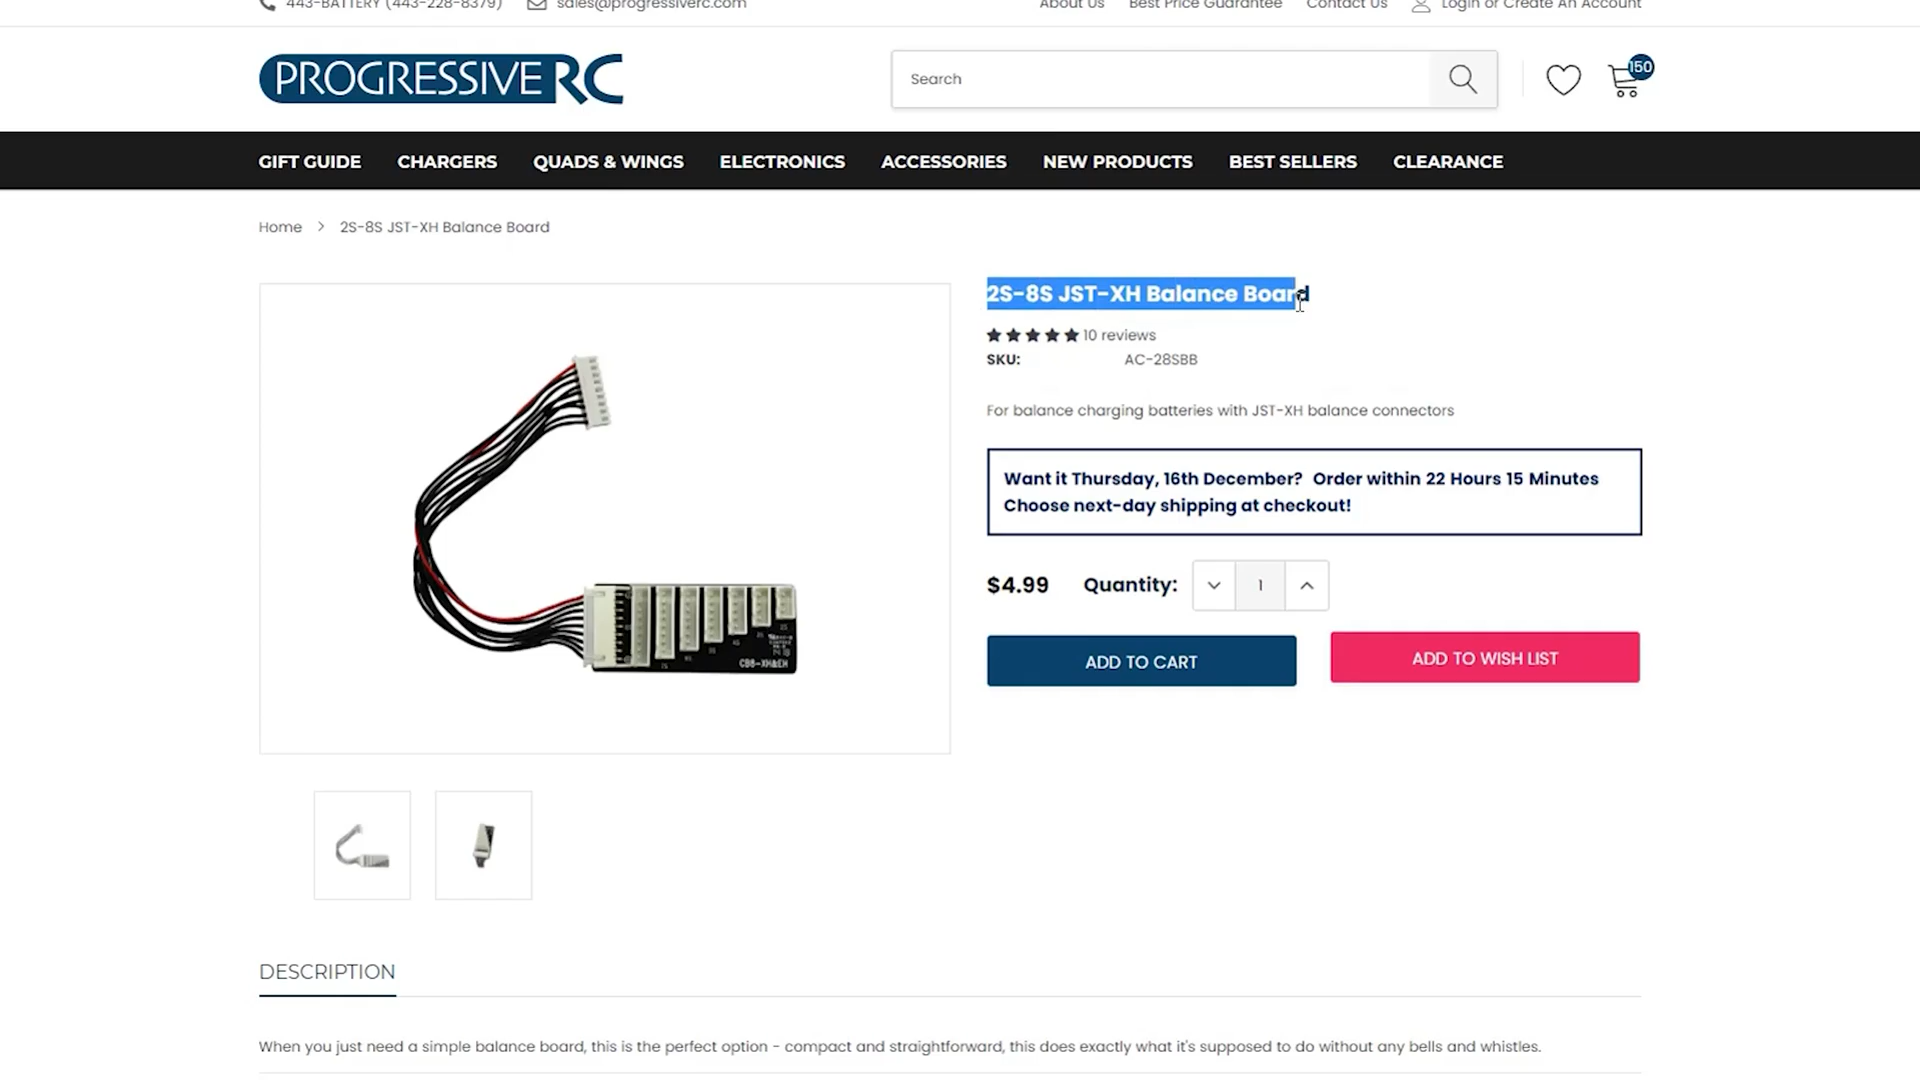 443-BATTERY (443-228-8379)
sales@progressiverc.com
About Us
Best Price Guarantee
Contact Us
Login or Create An Account
PROGRESSIVERC
Search
150
GIFT GUIDE
CHARGERS
QUADS & WINGS
ELECTRONICS
ACCESSORIES
NEW PRODUCTS
BEST SELLERS
CLEARANCE
Home > 2S-8S JST-XH Balance Board
2S-8S JST-XH Balance Board
10 reviews
SKU: AC-28SBB
For balance charging batteries with JST-XH balance connectors
Want it Thursday, 16th December? Order within 22 Hours 15 Minutes
Choose next-day shipping at checkout!
$4.99
Quantity:
1
ADD TO CART
ADD TO WISH LIST
CB8-XH&EH
DESCRIPTION
When you just need a simple balance board, this is the perfect option - compact and straightforward, this does exactly what it's supposed to do without any bells and whistles.